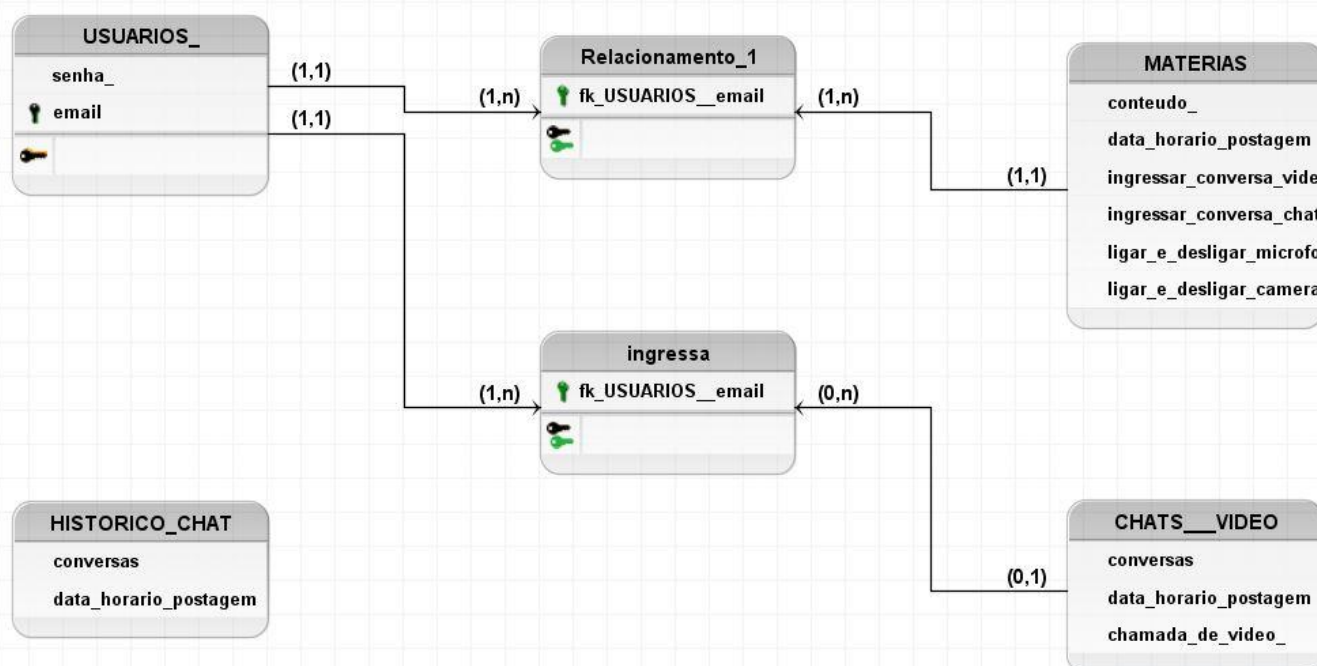 USUARIOS_
senha_
email
(1,1)
(1,1)
(1,n)
Relacionamento_1
fk_USUARIOS__email
(1,n)
(1,1)
MATERIAS
conteudo_
data_horario_postagem
ingressar_conversa_vide
ingressar_conversa_chat
ligar_e_desligar_microfo
ligar_e_desligar_camera
(1,n)
ingressa
fk_USUARIOS__email
(0,n)
(0,1)
HISTORICO_CHAT
conversas
data_horario_postagem
CHATS___VIDEO
conversas
data_horario_postagem
chamada_de_video_